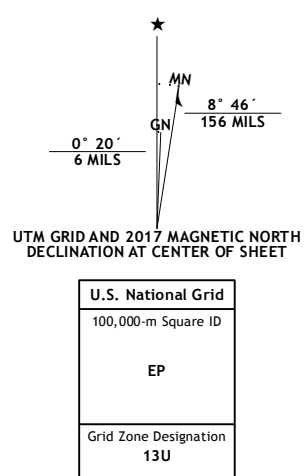 ★
MN
GN
8° 46´
156 MILS
0° 20´
6 MILS
UTM GRID AND 2017 MAGNETIC NORTH
DECLINATION AT CENTER OF SHEET
U.S. National Grid
100,000-m Square ID
EP
Grid Zone Designation
13U